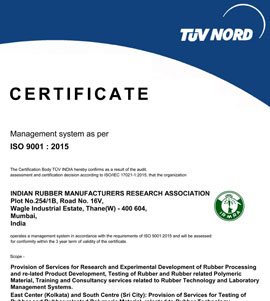 TÜV NORD
CERTIFICATE
Management system as per
ISO 9001 : 2015
The Certification Body TÜV INDIA hereby confirms as a result of the audit,
assessment and certification decision according to ISO/IEC 17021-1:2015, that the organization
INDIAN RUBBER MANUFACTURERS RESEARCH ASSOCIATION
Plot No.254/1B, Road No. 16V,
Wagle Industrial Estate, Thane(W) - 400 604,
Mumbai,
India
operates a management system in accordance with the requirements of ISO 9001:2015 and will be assessed
for conformity within the 3 year term of validity of the certificate.
Scope -
Provision of Services for Research and Experimental Development of Rubber Processing
and re-lated Product Development, Testing of Rubber and Rubber related Polymeric
Material, Training and Consultancy services related to Rubber Technology and Laboratory
Management Systems.
East Center (Kolkata) and South Centre (Sri City): Provision of Services for Testing of